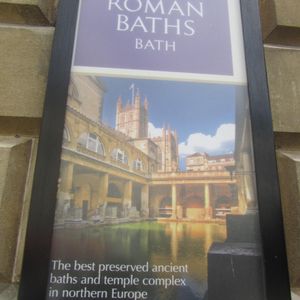 ROMAN
BATHS
BATH
The best preserved ancient
baths and temple complex
in northern Europe